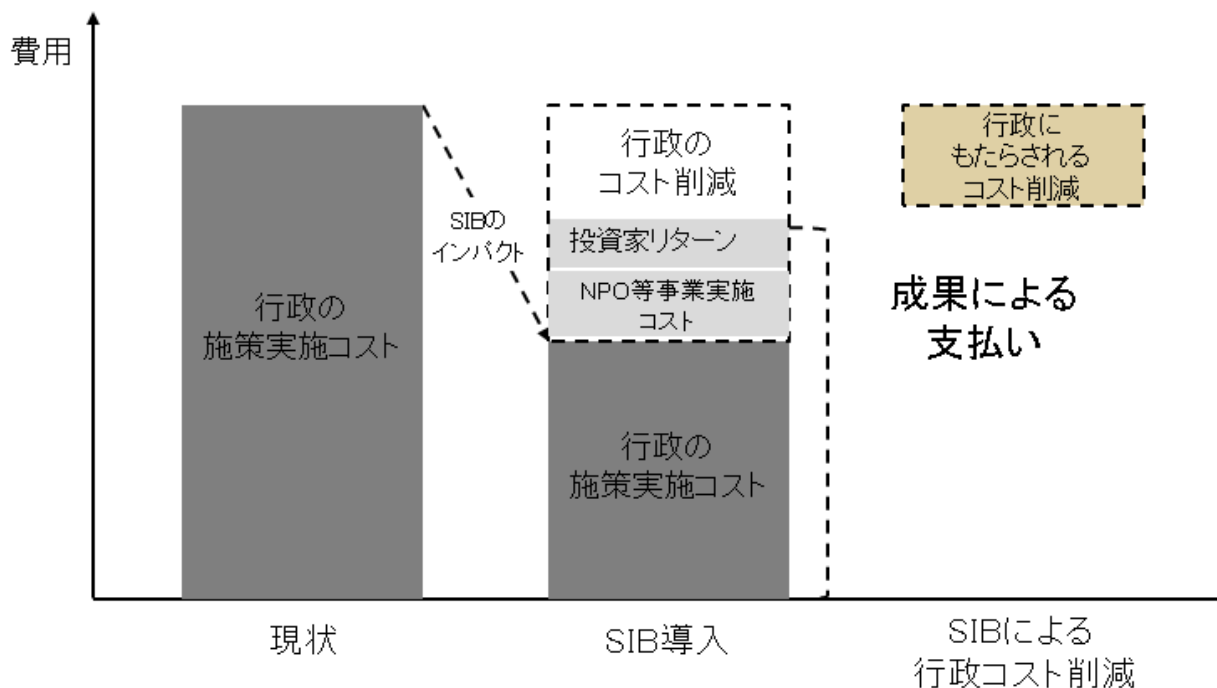 費用
行政の
施策実施コスト
SIBの
インパクト
行政の
コスト削減
投資家リターン
NPO等事業実施
コスト
行政の
施策実施コスト
行政に
もたらされる
コスト削減
成果による
支払い
現状
SIB導入
SIBによる
行政コスト削減